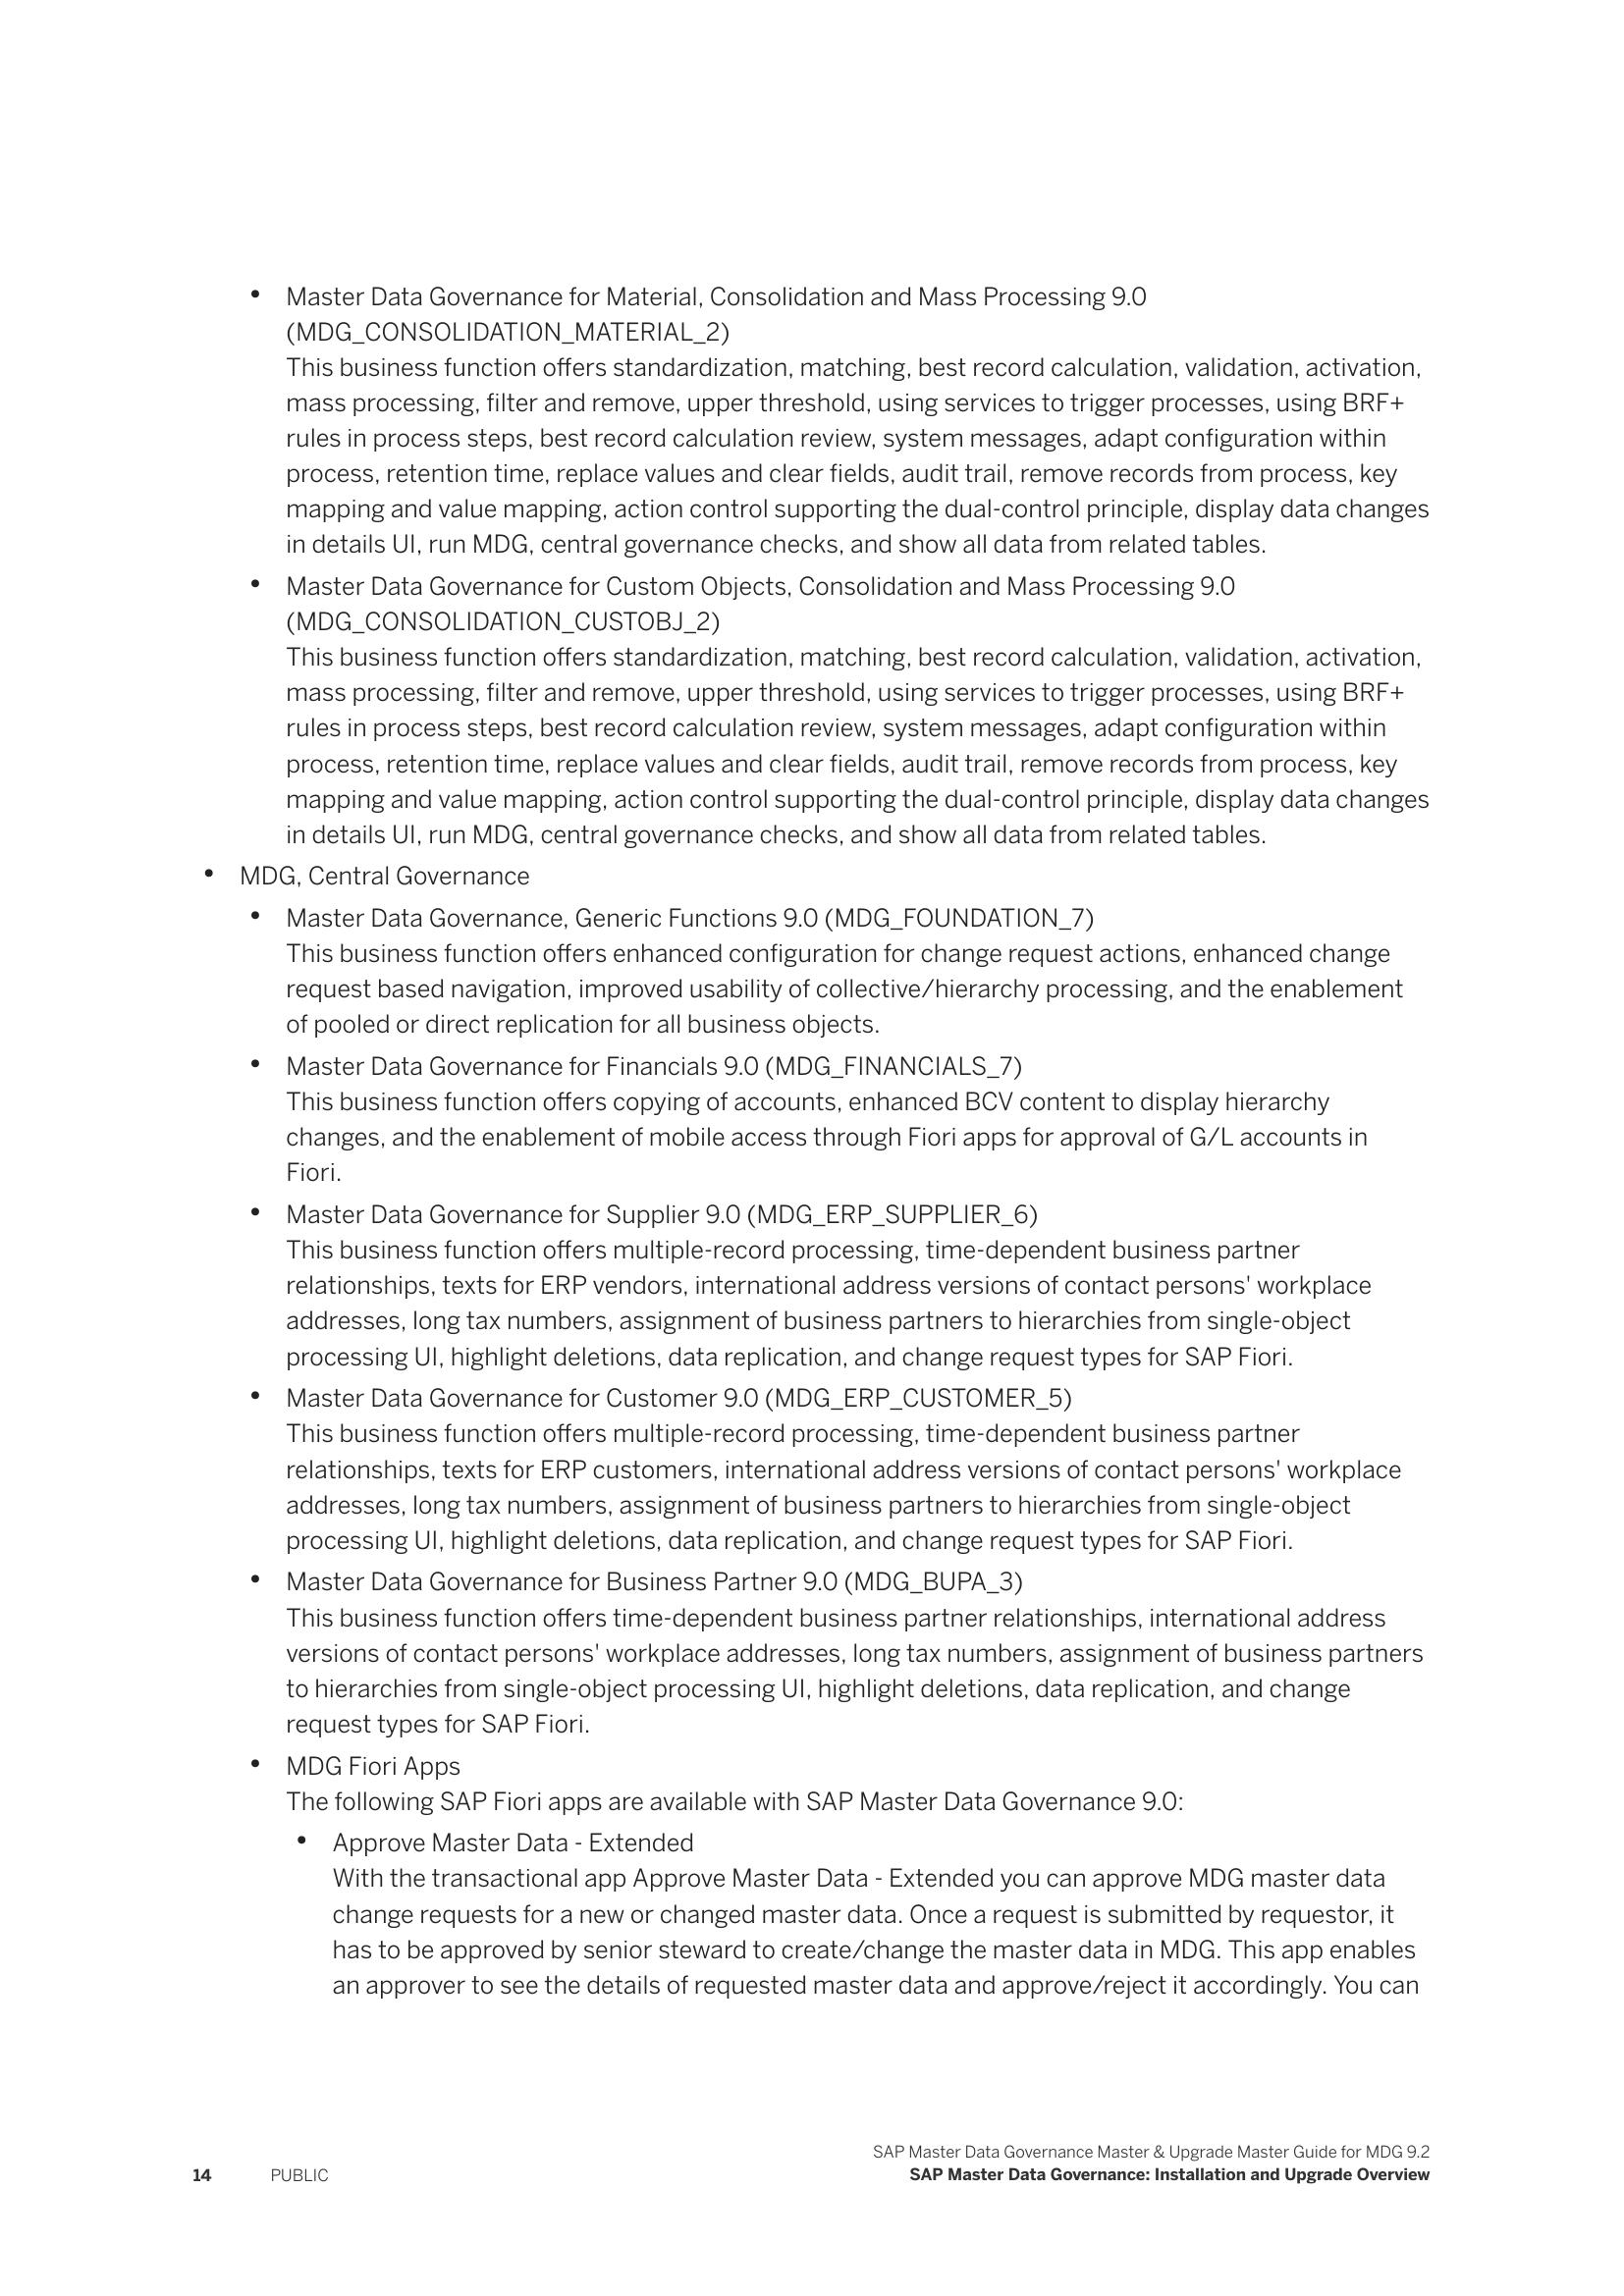 • Master Data Governance for Material, Consolidation and Mass Processing 9.0
(MDG_CONSOLIDATION_MATERIAL_2)
This business function offers standardization, matching, best record calculation, validation, activation,
mass processing, filter and remove, upper threshold, using services to trigger processes, using BRF+
rules in process steps, best record calculation review, system messages, adapt configuration within
process, retention time, replace values and clear fields, audit trail, remove records from process, key
mapping and value mapping, action control supporting the dual-control principle, display data changes
in details UI, run MDG, central governance checks, and show all data from related tables.
• Master Data Governance for Custom Objects, Consolidation and Mass Processing 9.0
(MDG_CONSOLIDATION_CUSTOBJ_2)
This business function offers standardization, matching, best record calculation, validation, activation,
mass processing, filter and remove, upper threshold, using services to trigger processes, using BRF+
rules in process steps, best record calculation review, system messages, adapt configuration within
process, retention time, replace values and clear fields, audit trail, remove records from process, key
mapping and value mapping, action control supporting the dual-control principle, display data changes
in details UI, run MDG, central governance checks, and show all data from related tables.
• MDG, Central Governance
• Master Data Governance, Generic Functions 9.0 (MDG_FOUNDATION_7)
This business function offers enhanced configuration for change request actions, enhanced change
request based navigation, improved usability of collective/hierarchy processing, and the enablement
of pooled or direct replication for all business objects.
• Master Data Governance for Financials 9.0 (MDG_FINANCIALS_7)
This business function offers copying of accounts, enhanced BCV content to display hierarchy
changes, and the enablement of mobile access through Fiori apps for approval of G/L accounts in
Fiori.
• Master Data Governance for Supplier 9.0 (MDG_ERP_SUPPLIER_6)
This business function offers multiple-record processing, time-dependent business partner
relationships, texts for ERP vendors, international address versions of contact persons' workplace
addresses, long tax numbers, assignment of business partners to hierarchies from single-object
processing UI, highlight deletions, data replication, and change request types for SAP Fiori.
• Master Data Governance for Customer 9.0 (MDG_ERP_CUSTOMER_5)
This business function offers multiple-record processing, time-dependent business partner
relationships, texts for ERP customers, international address versions of contact persons' workplace
addresses, long tax numbers, assignment of business partners to hierarchies from single-object
processing UI, highlight deletions, data replication, and change request types for SAP Fiori.
• Master Data Governance for Business Partner 9.0 (MDG_BUPA_3)
This business function offers time-dependent business partner relationships, international address
versions of contact persons' workplace addresses, long tax numbers, assignment of business partners
to hierarchies from single-object processing UI, highlight deletions, data replication, and change
request types for SAP Fiori.
• MDG Fiori Apps
The following SAP Fiori apps are available with SAP Master Data Governance 9.0:
• Approve Master Data - Extended
With the transactional app Approve Master Data - Extended you can approve MDG master data
change requests for a new or changed master data. Once a request is submitted by requestor, it
has to be approved by senior steward to create/change the master data in MDG. This app enables
an approver to see the details of requested master data and approve/reject it accordingly. You can
SAP Master Data Governance Master & Upgrade Master Guide for MDG 9.2
14 PUBLIC SAP Master Data Governance: Installation and Upgrade Overview